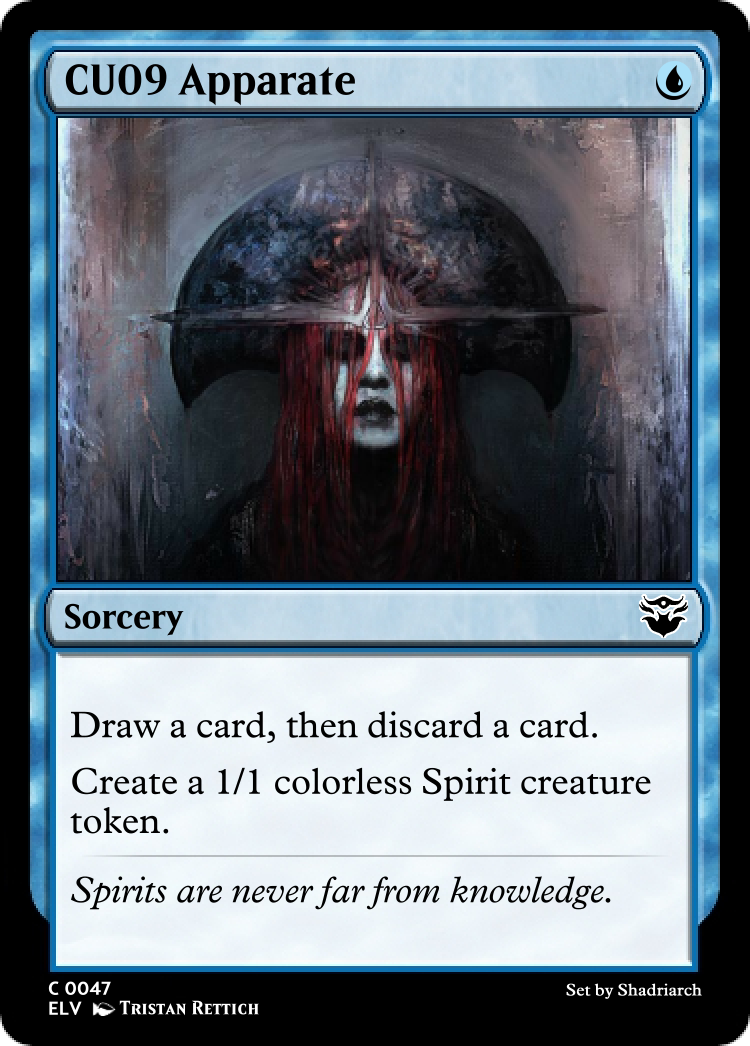 CU09 Apparate
Sorcery
Draw a card, then discard a card.
Create a 1/1 colorless Spirit creature
token.
Spirits are never far from knowledge.
C 0047
Set by Shadriarch
ELV TRISTAN RETTICH